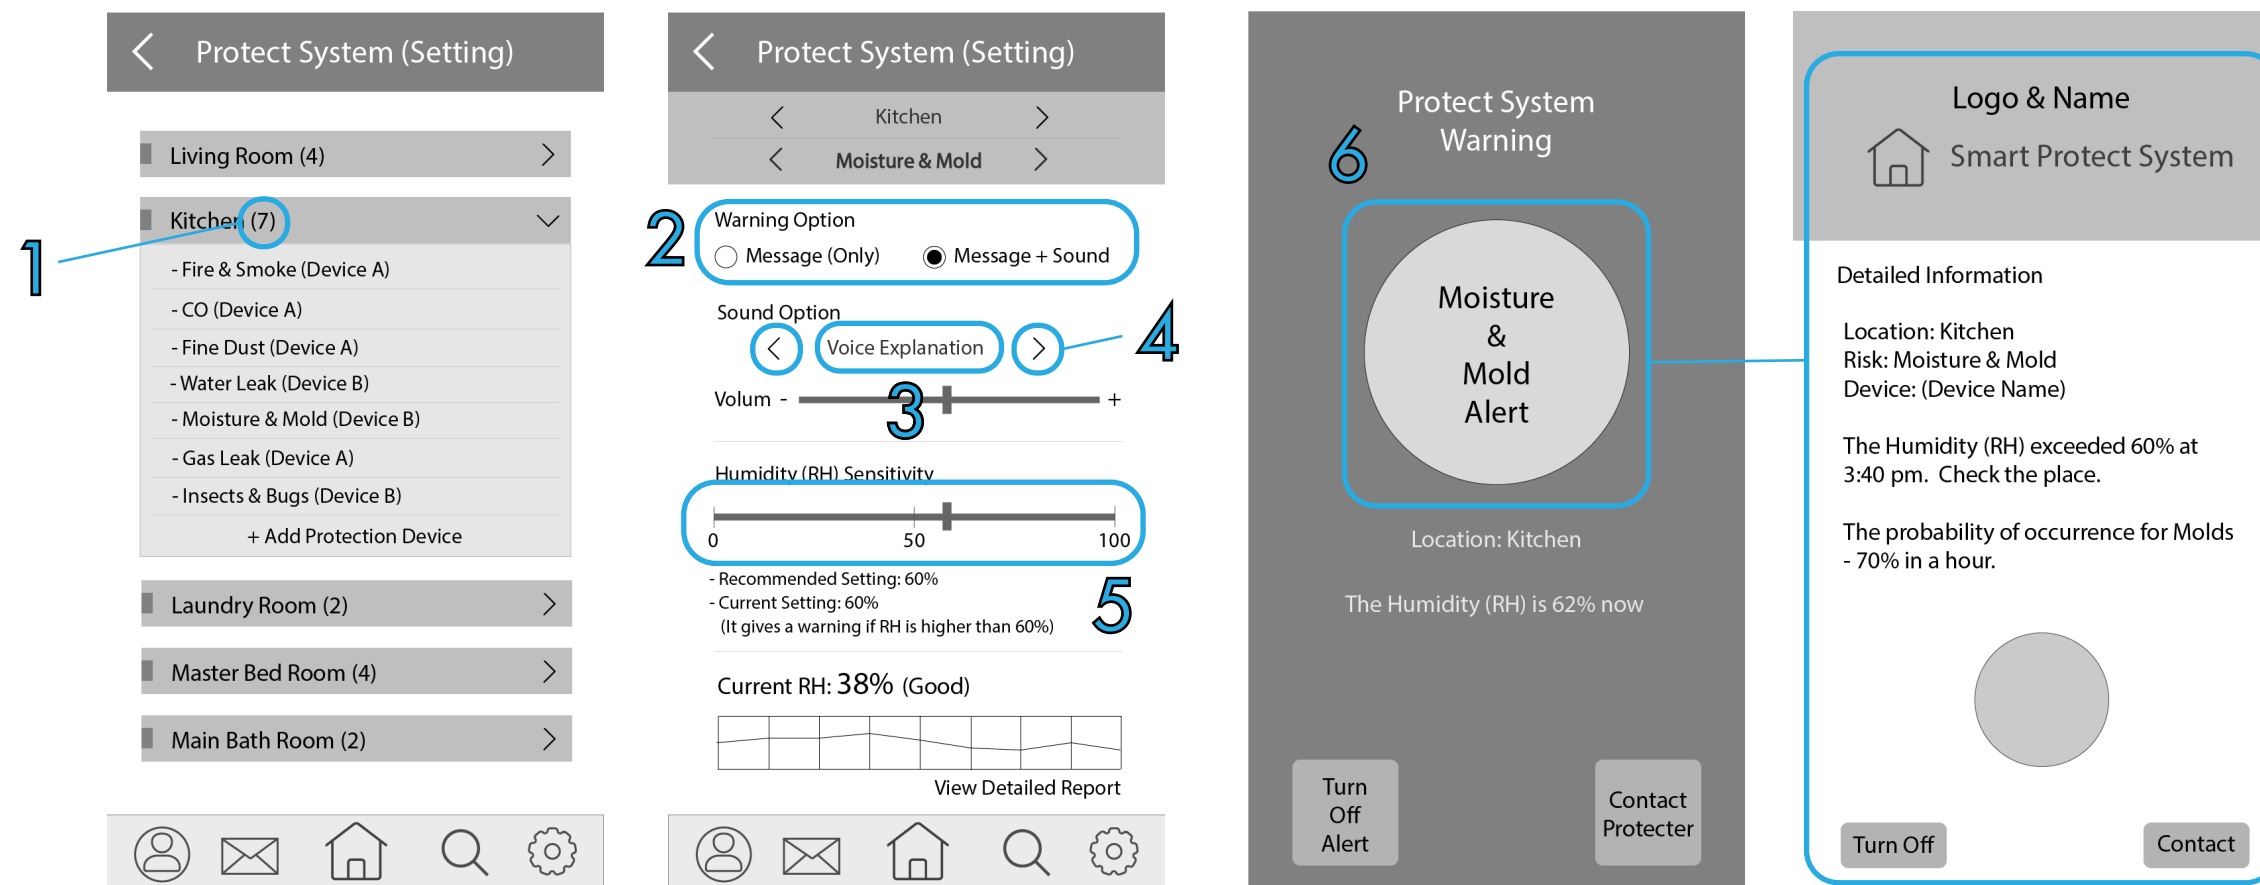 Protect System (Setting)
Living Room (4)
Kitchen (7)
1
- Fire & Smoke (Device A)
- CO (Device A)
- Fine Dust (Device A)
- Water Leak (Device B)
- Moisture & Mold (Device B)
- Gas Leak (Device A)
- Insects & Bugs (Device B)
+ Add Protection Device
Laundry Room (2)
Master Bed Room (4)
Main Bath Room (2)
Protect System (Setting)
Kitchen
Moisture & Mold
2
Warning Option
Message (Only) Message + Sound
Sound Option
Voice Explanation
4
3
Volum - +
Humidity (RH) Sensitivity
0 50 100
- Recommended Setting: 60%
- Current Setting: 60%
(It gives a warning if RH is higher than 60%)
5
Current RH: 38% (Good)
View Detailed Report
Protect System
Warning
6
Moisture
&
Mold
Alert
Location: Kitchen
The Humidity (RH) is 62% now
Turn
Off
Alert
Contact
Protecter
Logo & Name
Smart Protect System
Detailed Information
Location: Kitchen
Risk: Moisture & Mold
Device: (Device Name)
The Humidity (RH) exceeded 60% at
3:40 pm. Check the place.
The probability of occurrence for Molds
- 70% in a hour.
Turn Off
Contact